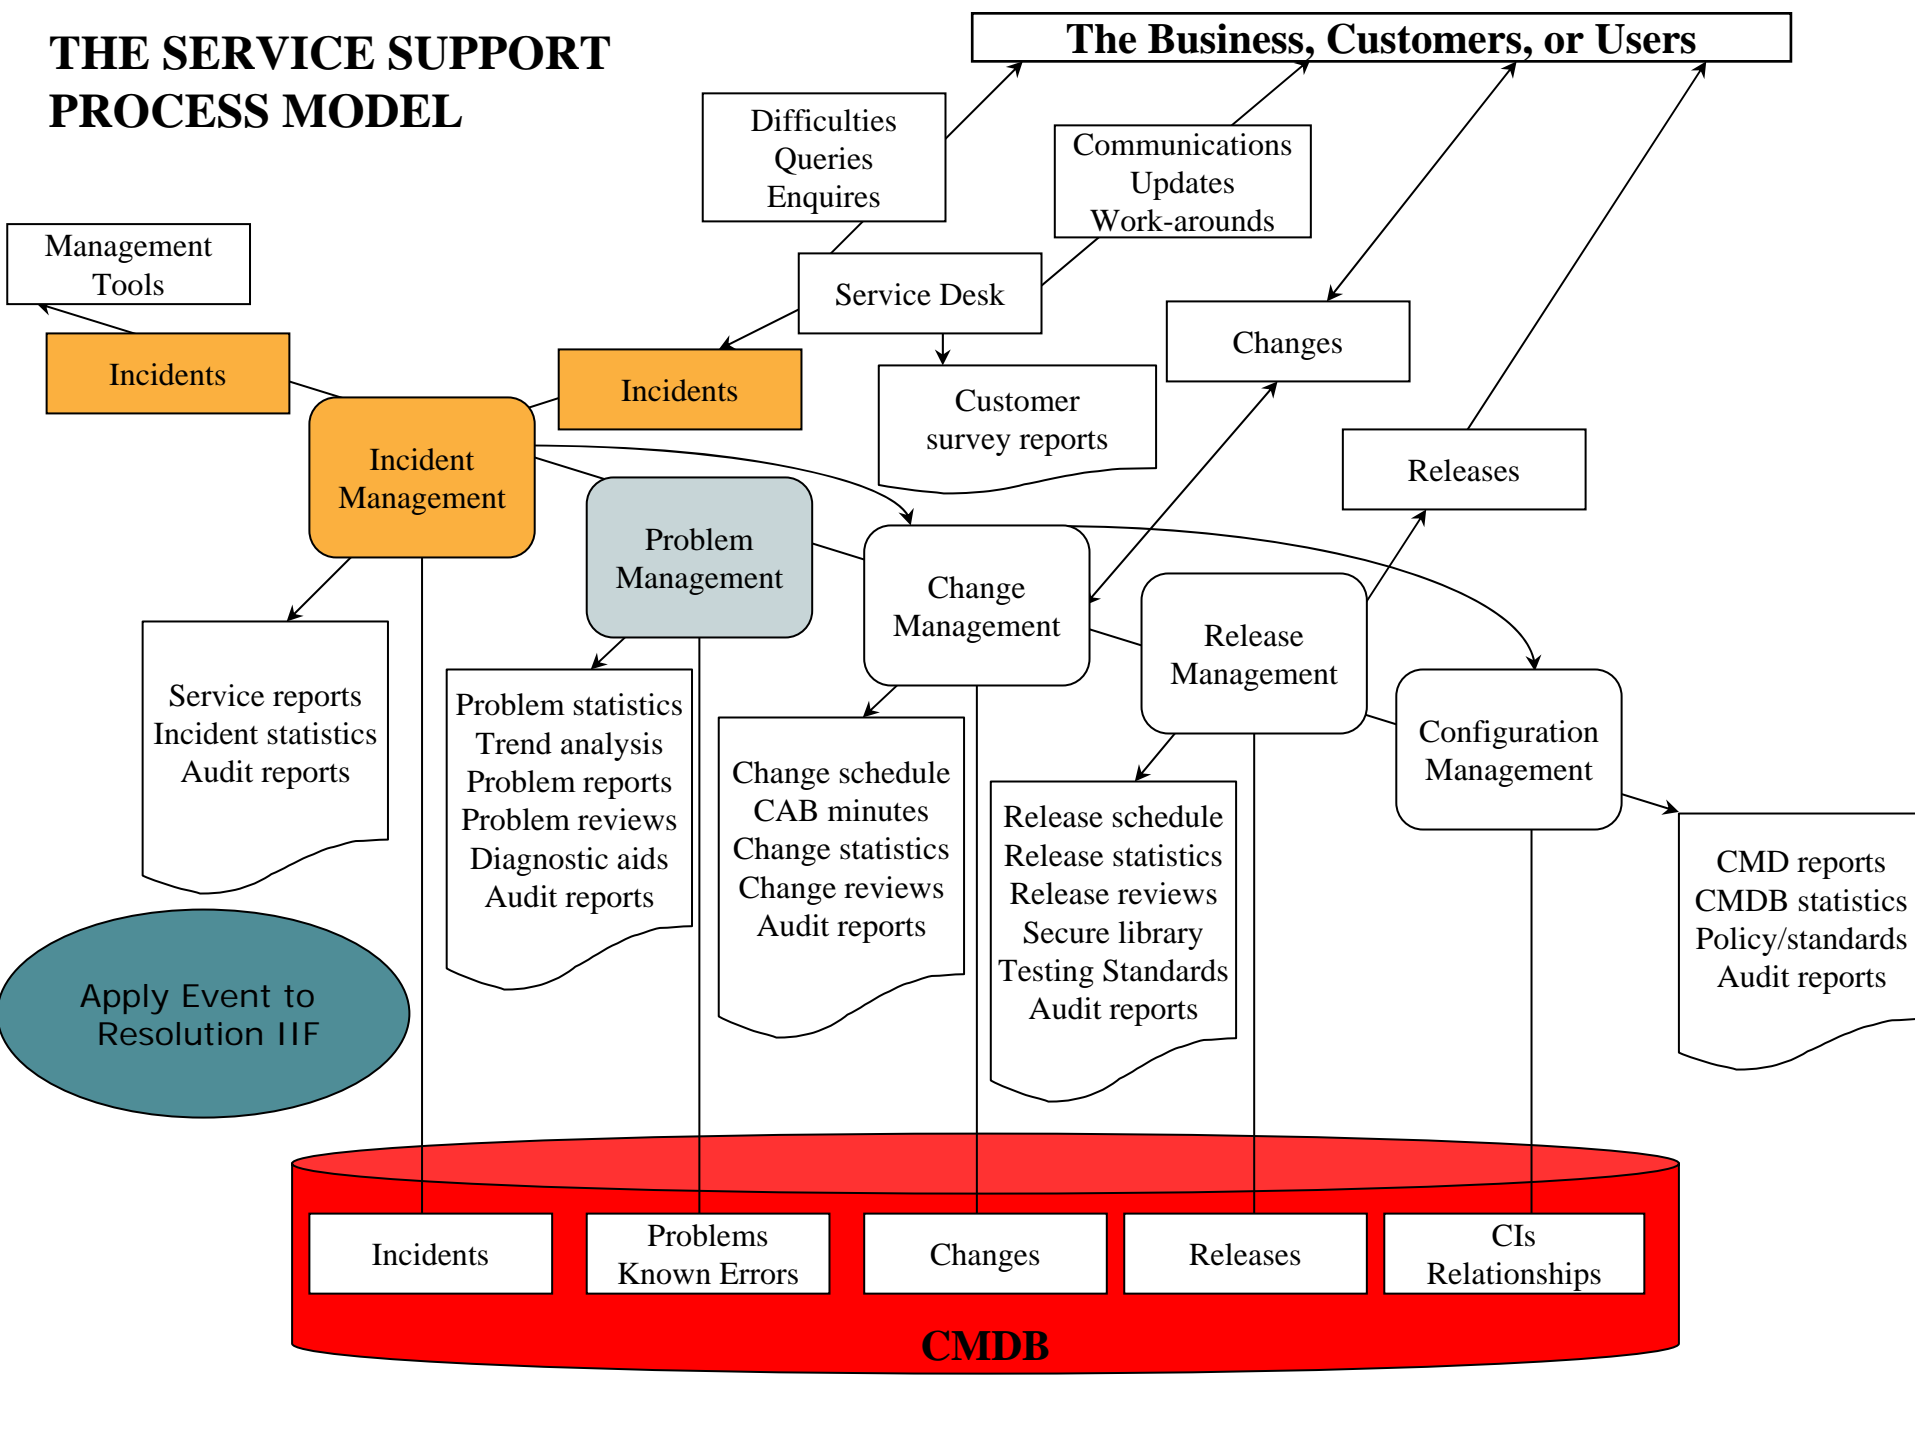 THE SERVICE SUPPORT
PROCESS MODEL
The Business, Customers, or Users
Difficulties
Queries
Enquires
Communications
Updates
Work-arounds
Management
Tools
Service Desk
Incidents
Incidents
Changes
Customer
survey reports
Releases
Incident
Management
Problem
Management
Change
Management
Release
Management
Configuration
Management
Service reports
Incident statistics
Audit reports
Problem statistics
Trend analysis
Problem reports
Problem reviews
Diagnostic aids
Audit reports
Change schedule
CAB minutes
Change statistics
Change reviews
Audit reports
Release schedule
Release statistics
Release reviews
Secure library
Testing Standards
Audit reports
CMD reports
CMDB statistics
Policy/standards
Audit reports
Apply Event to
Resolution IIF
Incidents
Problems
Known Errors
Changes
Releases
CIs
Relationships
CMDB